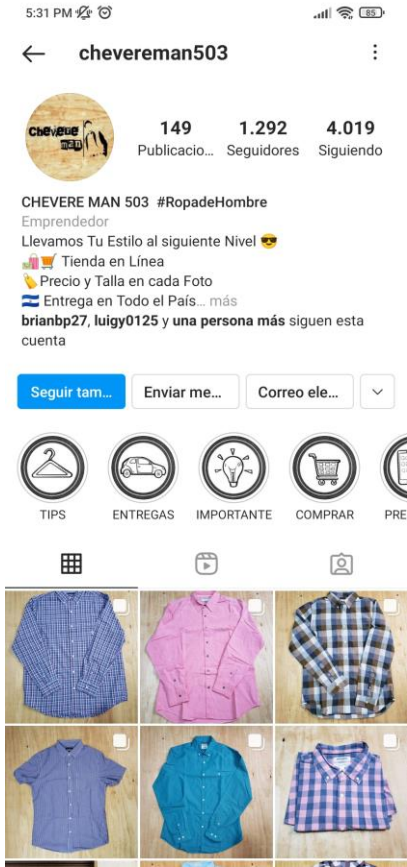 5:31 PM
85
chevereman503
CHEVERE
man
149
1.292
4.019
Publicacio...
Seguidores
Siguiendo
CHEVERE MAN 503 #RopadeHombre
Emprendedor
Llevamos Tu Estilo al siguiente Nivel 😎
🛍️🛒 Tienda en Línea
🏷️Precio y Talla en cada Foto
🇸🇻 Entrega en Todo el País... más
brianbp27, luigy0125 y una persona más siguen esta
cuenta
Seguir tam...
Enviar me...
Correo ele...
TIPS
ENTREGAS
IMPORTANTE
COMPRAR
PRE